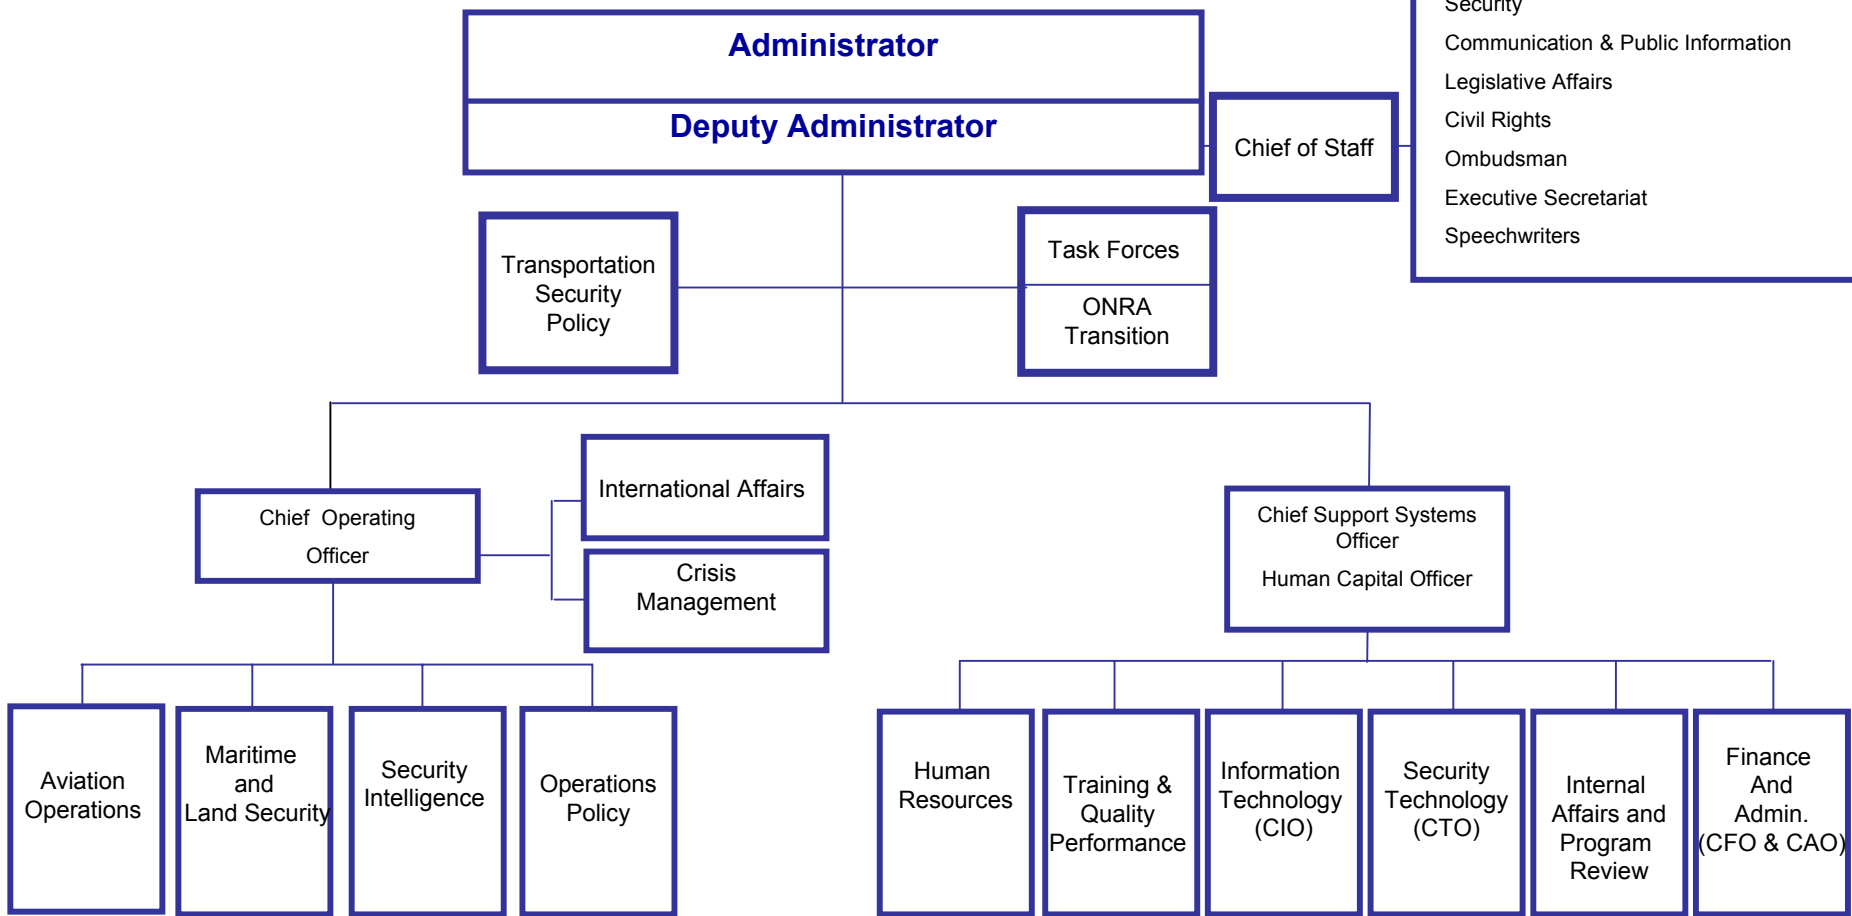 Administrator
Deputy Administrator
Chief of Staff
Security
Communication & Public Information
Legislative Affairs
Civil Rights
Ombudsman
Executive Secretariat
Speechwriters
Transportation
Security
Policy
Task Forces
ONRA
Transition
International Affairs
Chief Operating
Officer
Crisis
Management
Chief Support Systems
Officer
Human Capital Officer
Aviation
Operations
Maritime
and
Land Security
Security
Intelligence
Operations
Policy
Human
Resources
Training &
Quality
Performance
Information
Technology
(CIO)
Security
Technology
(CTO)
Internal
Affairs and
Program
Review
Finance
And
Admin.
(CFO & CAO)